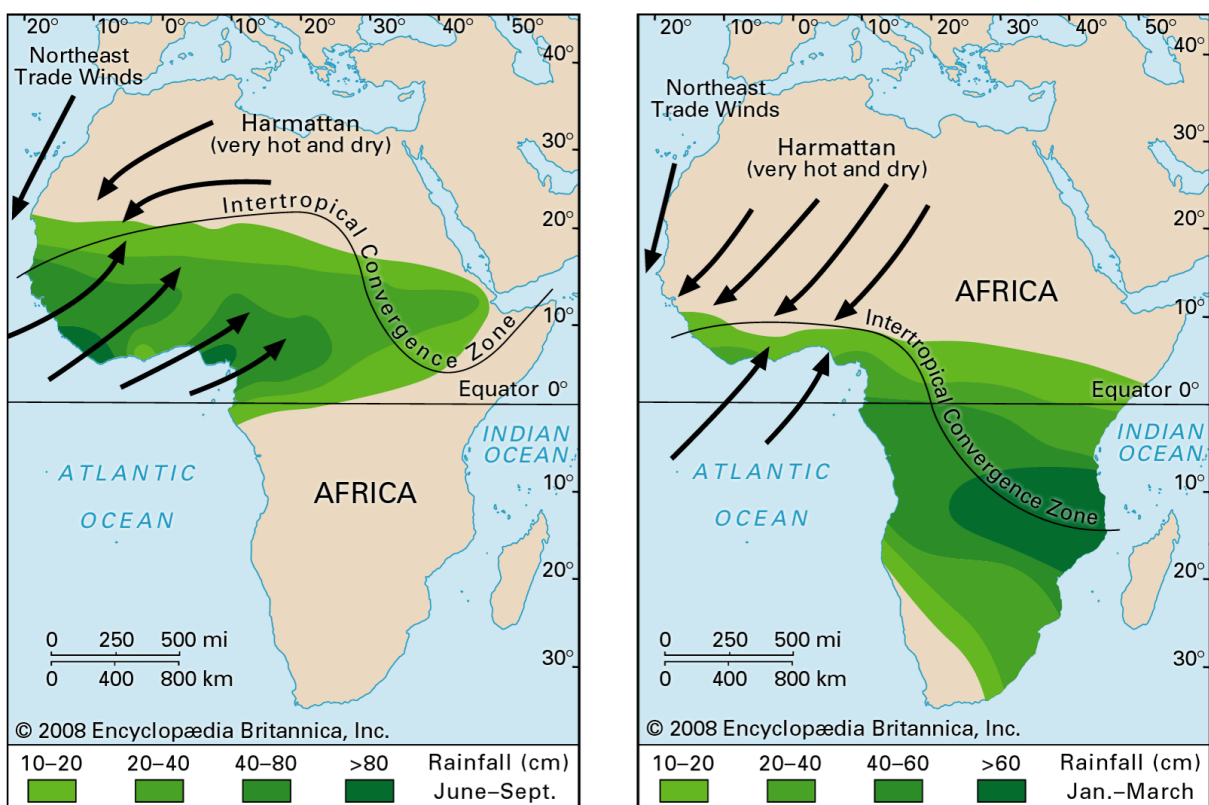 20° 10° 0° 10° 20° 30° 40° 50°
40°
Northeast
Trade Winds
Harmattan
(very hot and dry)
30°
20°
Intertropical Convergence Zone
10°
Equator 0°
INDIAN
OCEAN
ATLANTIC
OCEAN
AFRICA
10°
20°
0 250 500 mi
0 400 800 km
30°
© 2008 Encyclopædia Britannica, Inc.
10–20 20–40 40–80 >80 Rainfall (cm)
June–Sept.
20° 10° 0° 10° 20° 30° 40° 50°
40°
Northeast
Trade Winds
30°
Harmattan
(very hot and dry)
20°
AFRICA
10°
Intertropical Convergence Zone
Equator 0°
INDIAN
OCEAN
ATLANTIC
OCEAN
10°
20°
0 250 500 mi
0 400 800 km
30°
© 2008 Encyclopædia Britannica, Inc.
10–20 20–40 40–60 >60 Rainfall (cm)
Jan.–March